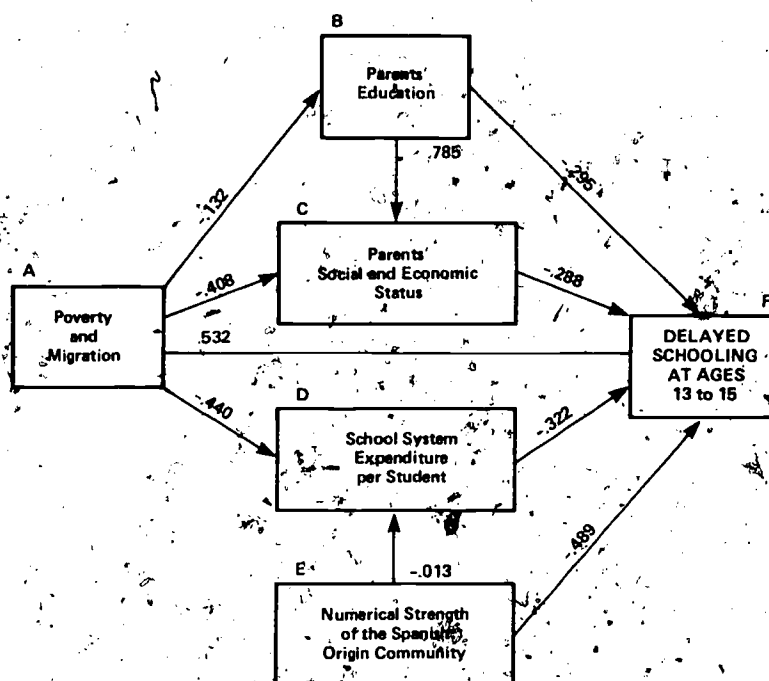 B
Parents'
Education
.785
-.132
-.295
C
Parents'
Social and Economic
Status
-.408
-.288
A
Poverty
and
Migration
.532
F
DELAYED
SCHOOLING
AT AGES
13 to 15
-.440
D
School System
Expenditure
per Student
-.322
-.013
-.489
E
Numerical Strength
of the Spanish
Origin Community